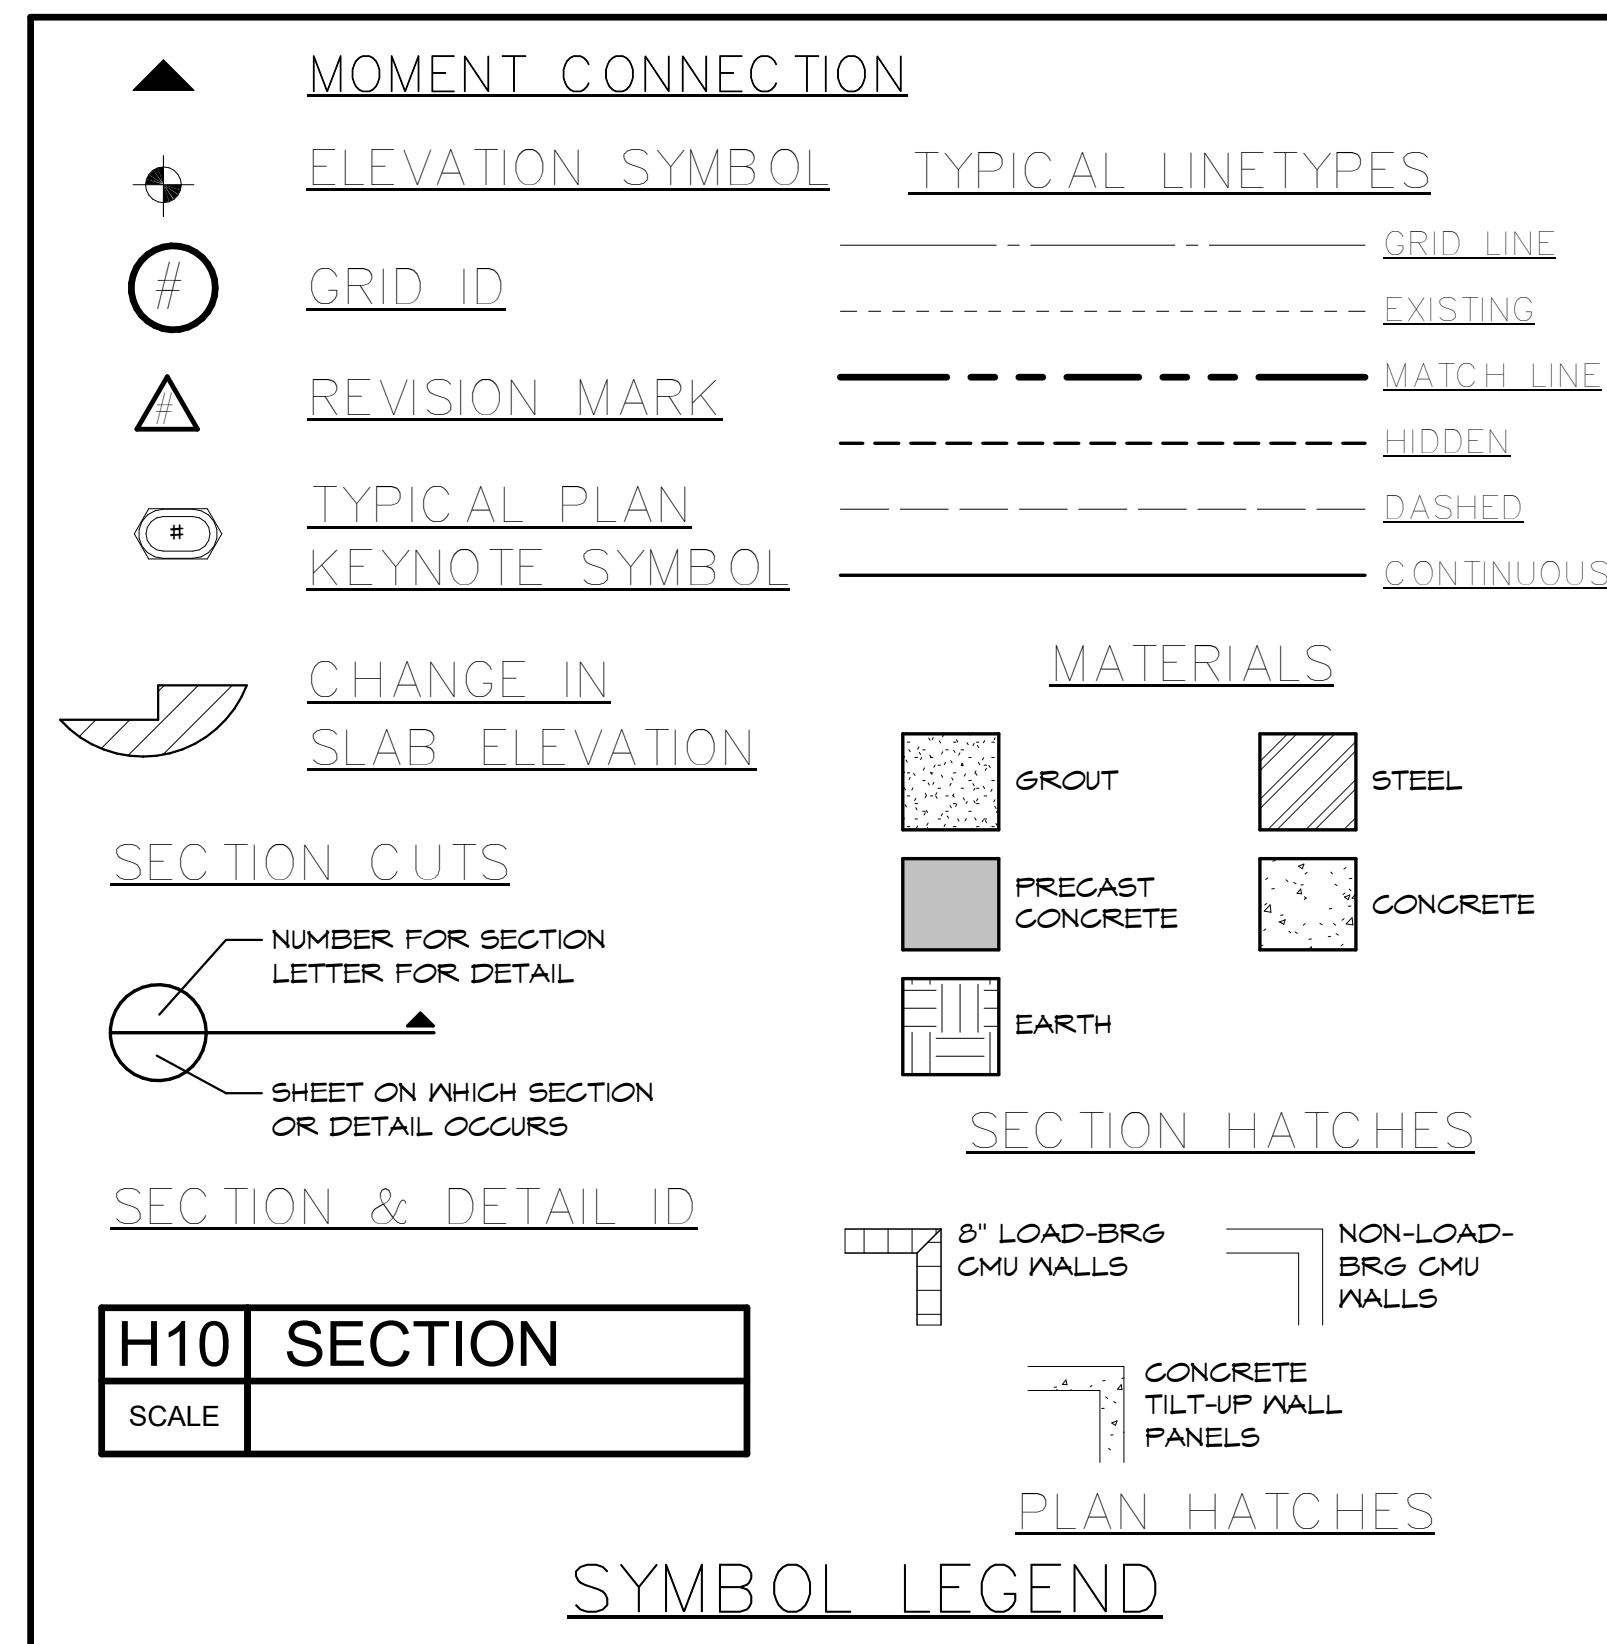 MOMENT CONNECTION
ELEVATION SYMBOL
#
GRID ID
#
REVISION MARK
#
TYPICAL PLAN
KEYNOTE SYMBOL
CHANGE IN
SLAB ELEVATION
SECTION CUTS
NUMBER FOR SECTION
LETTER FOR DETAIL
SHEET ON WHICH SECTION
OR DETAIL OCCURS
SECTION & DETAIL ID
H10 SECTION
SCALE
TYPICAL LINETYPES
GRID LINE
EXISTING
MATCH LINE
HIDDEN
DASHED
CONTINUOUS
MATERIALS
GROUT
STEEL
PRECAST
CONCRETE
CONCRETE
EARTH
SECTION HATCHES
8" LOAD-BRG
CMU WALLS
NON-LOAD-
BRG CMU
WALLS
CONCRETE
TILT-UP WALL
PANELS
PLAN HATCHES
SYMBOL LEGEND